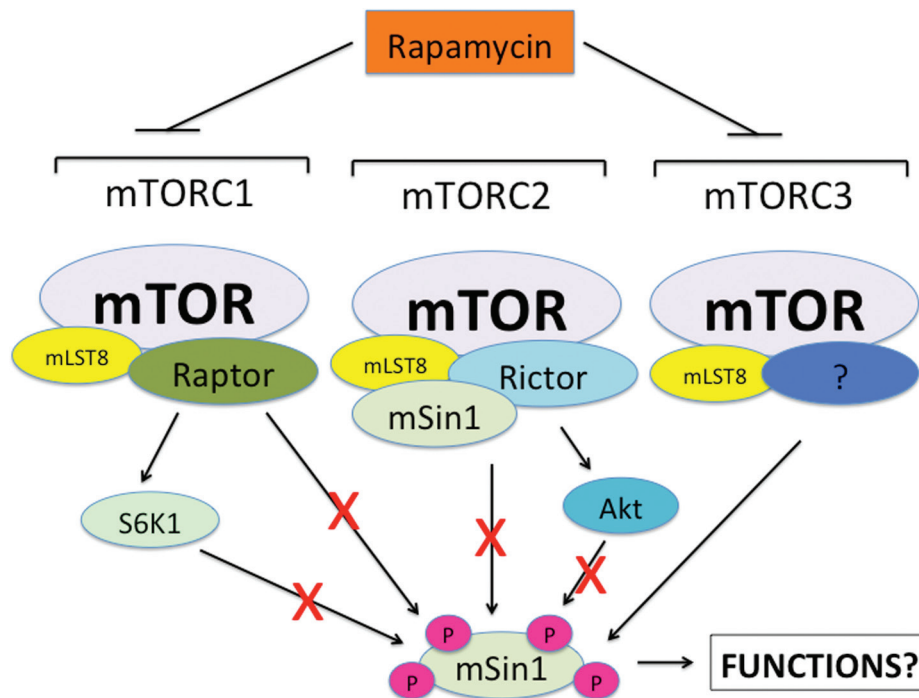 Rapamycin
mTORC1 mTORC2 mTORC3
mTOR mTOR mTOR
mLST8 Raptor mLST8 Rictor mLST8 ?
mSin1
S6K1 Akt
X X X X
P P
P mSin1 P FUNCTIONS?